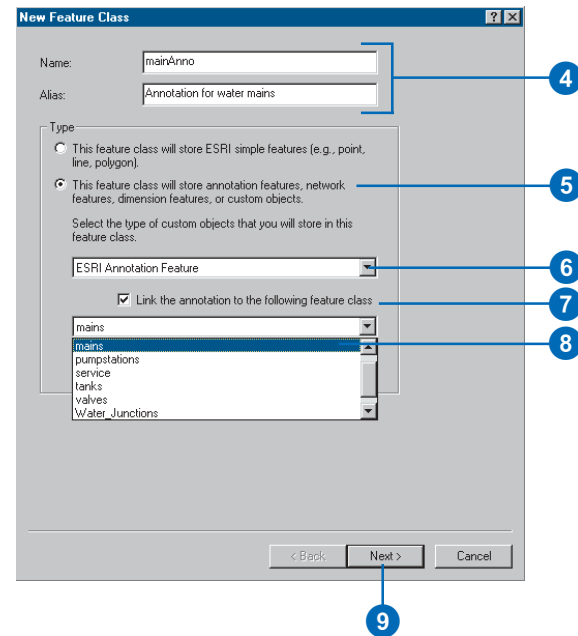 New Feature Class
Name:
mainAnno
4
Alias:
Annotation for water mains
Type
This feature class will store ESRI simple features (e.g., point,
line, polygon).
This feature class will store annotation features, network
5
features, dimension features, or custom objects.
Select the type of custom objects that you will store in this
feature class.
ESRI Annotation Feature
6
Link the annotation to the following feature class
7
mains
mains
8
pumpstations
service
tanks
valves
Water_Junctions
< Back
Next >
Cancel
9